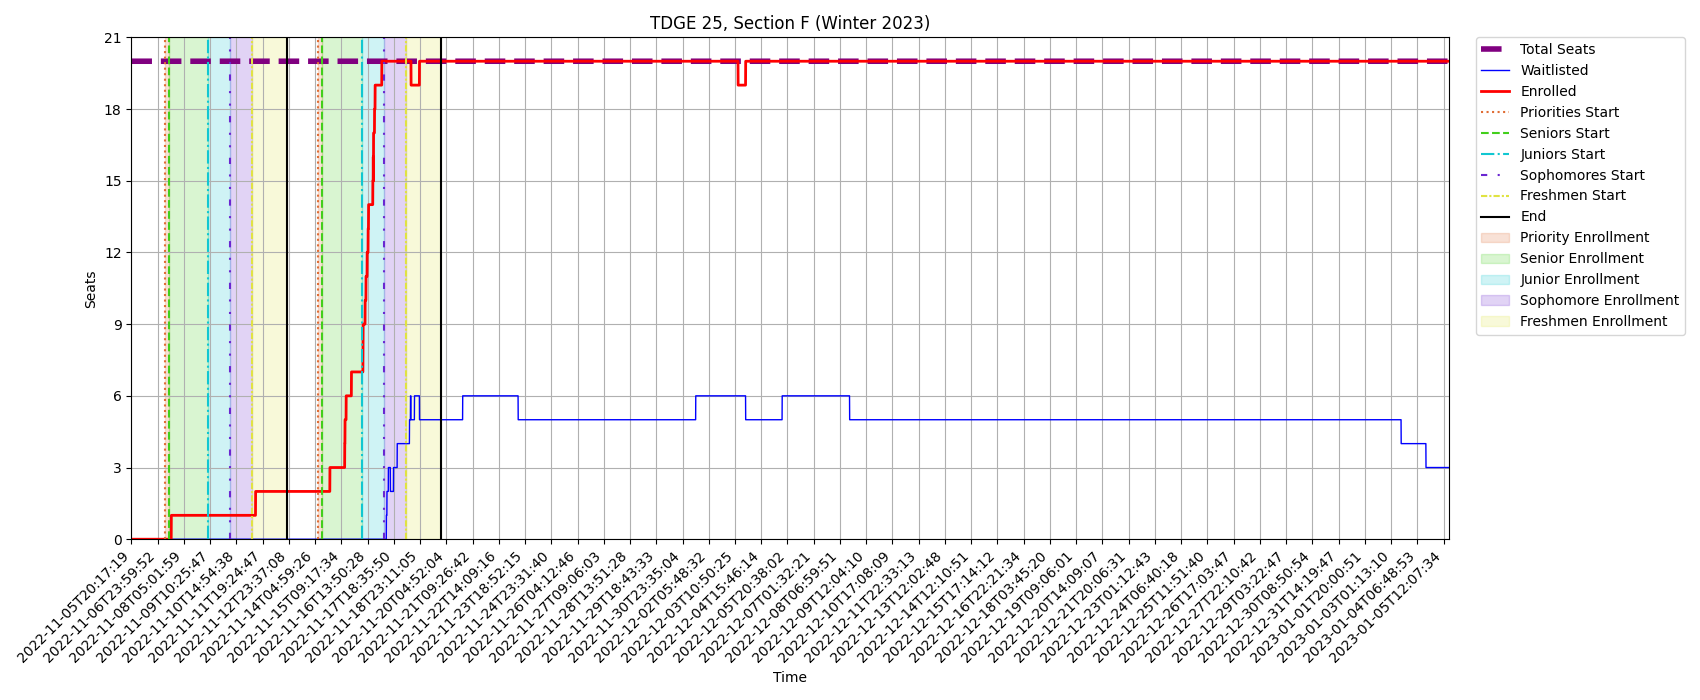 TDGE 25, Section F (Winter 2023)
21
18
15
12
9
6
3
0
Seats
2022-11-05T20:17:19
2022-11-06T23:59:52
2022-11-08T05:01:59
2022-11-09T10:25:47
2022-11-10T14:54:38
2022-11-11T19:24:47
2022-11-12T23:37:08
2022-11-14T04:59:26
2022-11-15T09:17:34
2022-11-16T13:50:28
2022-11-17T18:35:50
2022-11-18T23:11:05
2022-11-20T04:52:04
2022-11-21T09:26:42
2022-11-22T14:09:16
2022-11-23T18:52:15
2022-11-24T23:31:40
2022-11-26T04:12:46
2022-11-27T09:06:03
2022-11-28T13:51:28
2022-11-29T18:43:33
2022-11-30T23:35:04
2022-12-02T05:48:32
2022-12-03T10:50:25
2022-12-04T15:46:14
2022-12-05T20:38:02
2022-12-07T01:32:21
2022-12-08T06:59:51
2022-12-09T12:04:10
2022-12-10T17:08:09
2022-12-11T22:33:13
2022-12-13T12:02:48
2022-12-14T12:10:51
2022-12-15T17:14:12
2022-12-16T22:21:34
2022-12-18T03:45:20
2022-12-19T09:06:01
2022-12-20T14:09:07
2022-12-21T20:06:31
2022-12-23T01:12:43
2022-12-24T06:40:18
2022-12-25T11:51:40
2022-12-26T17:03:47
2022-12-27T22:10:42
2022-12-29T03:22:47
2022-12-30T08:50:54
2022-12-31T14:19:47
2023-01-01T20:00:51
2023-01-03T01:13:10
2023-01-04T06:48:53
2023-01-05T12:07:34
Time
Total Seats
Waitlisted
Enrolled
Priorities Start
Seniors Start
Juniors Start
Sophomores Start
Freshmen Start
End
Priority Enrollment
Senior Enrollment
Junior Enrollment
Sophomore Enrollment
Freshmen Enrollment